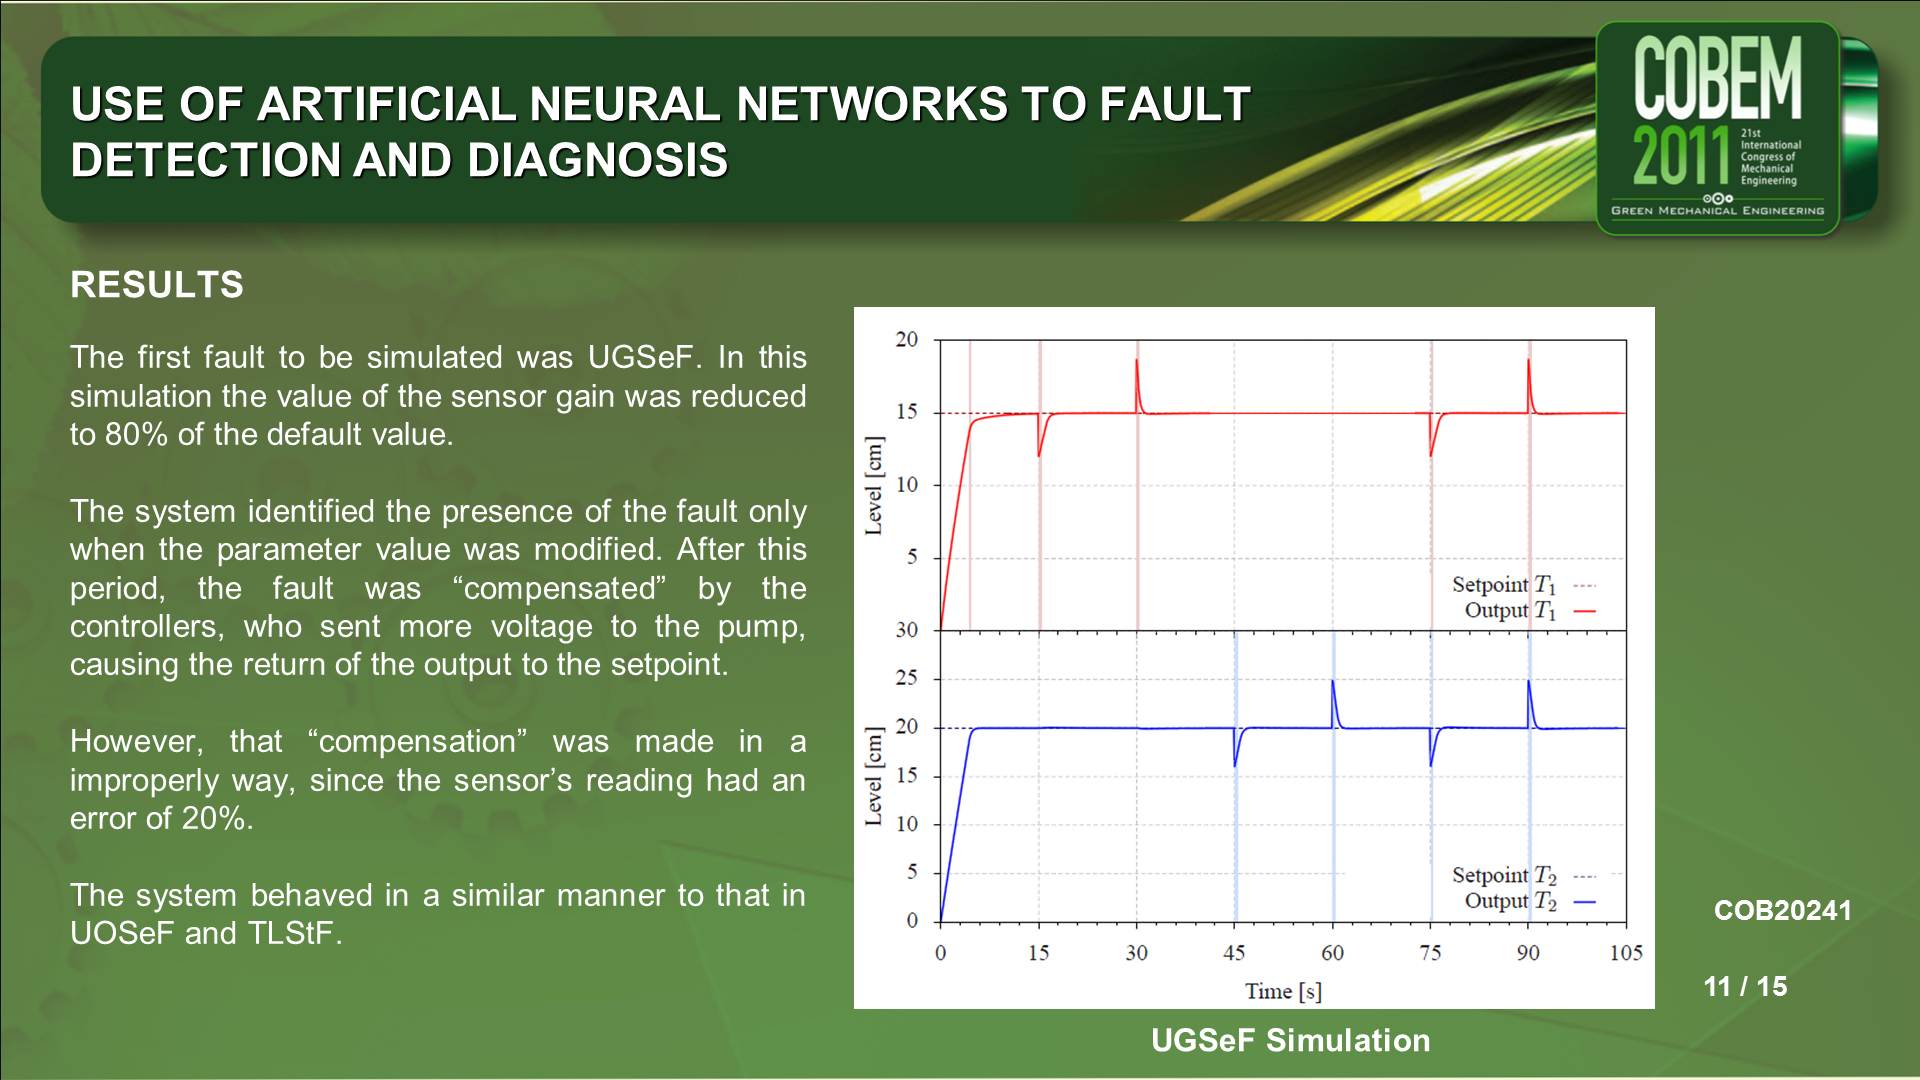 USE OF ARTIFICIAL NEURAL NETWORKS TO FAULT
DETECTION AND DIAGNOSIS
COBEM
2011
21st
International
Congress of
Mechanical
Engineering
GREEN MECHANICAL ENGINEERING
RESULTS
The first fault to be simulated was UGSeF. In this
simulation the value of the sensor gain was reduced
to 80% of the default value.
The system identified the presence of the fault only
when the parameter value was modified. After this
period, the fault was “compensated” by the
controllers, who sent more voltage to the pump,
causing the return of the output to the setpoint.
However, that “compensation” was made in a
improperly way, since the sensor’s reading had an
error of 20%.
The system behaved in a similar manner to that in
UOSeF and TLStF.
20
15
10
5
Level [cm]
Setpoint T1
Output T1
30
25
20
15
10
5
0
Level [cm]
Setpoint T2
Output T2
0 15 30 45 60 75 90 105
Time [s]
UGSeF Simulation
COB20241
11 / 15